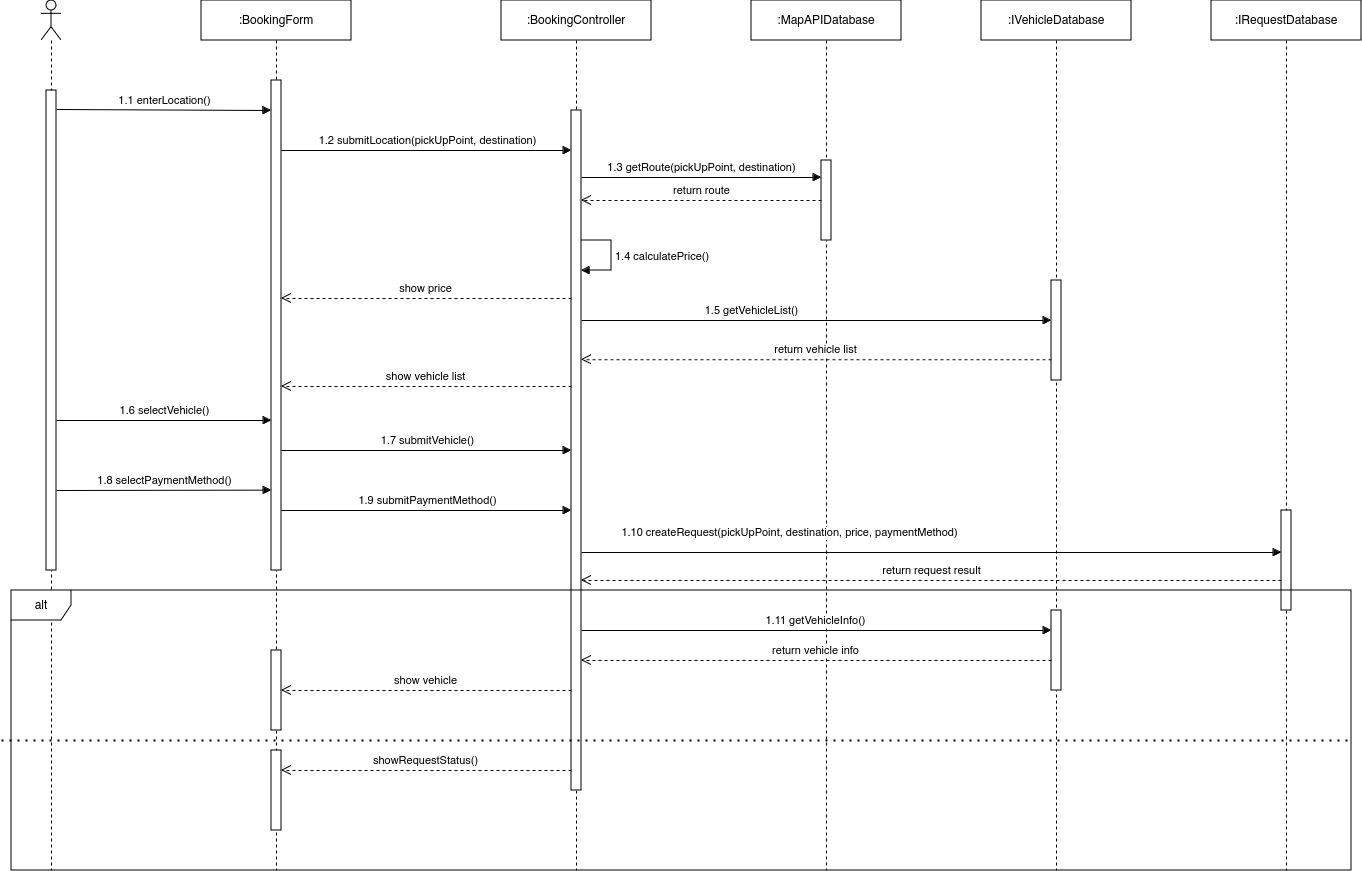 :BookingForm
:BookingController
:MapAPIDatabase
:IVehicleDatabase
:IRequestDatabase
1.1 enterLocation()
1.2 submitLocation(pickUpPoint, destination)
1.3 getRoute(pickUpPoint, destination)
return route
1.4 calculatePrice()
show price
1.5 getVehicleList()
return vehicle list
show vehicle list
1.6 selectVehicle()
1.7 submitVehicle()
1.8 selectPaymentMethod()
1.9 submitPaymentMethod()
1.10 createRequest(pickUpPoint, destination, price, paymentMethod)
return request result
alt
1.11 getVehicleInfo()
return vehicle info
show vehicle
showRequestStatus()